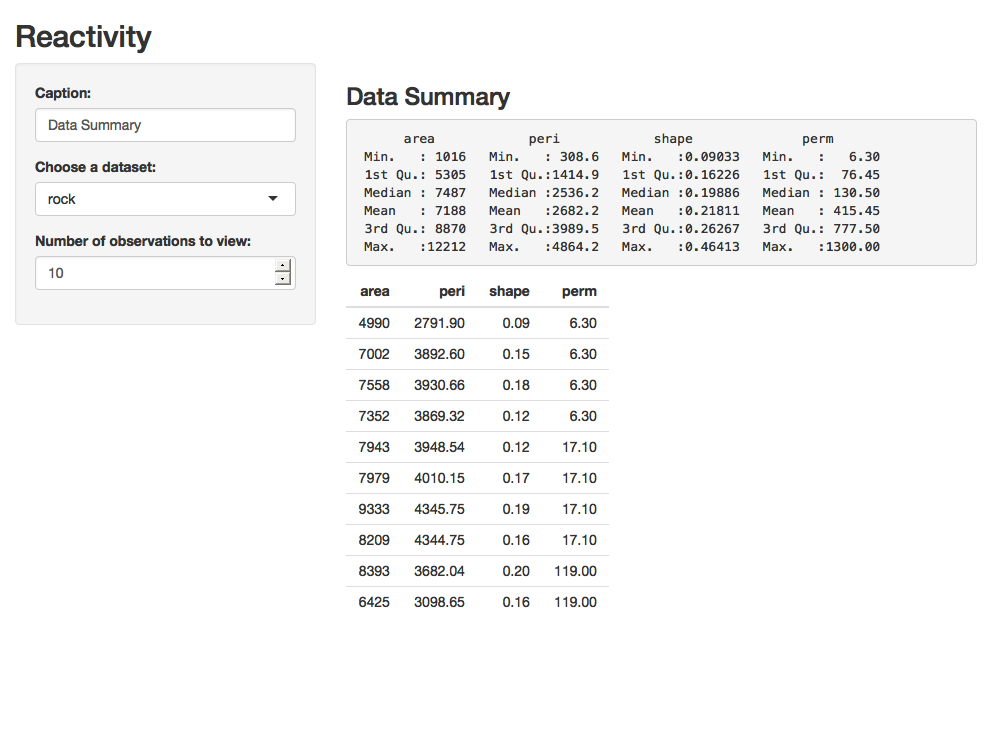 Reactivity
Caption:
Data Summary
Choose a dataset:
rock
Number of observations to view:
10
Data Summary
area peri shape perm
Min. : 1016 Min. : 308.6 Min. :0.09033 Min. : 6.30
1st Qu.: 5305 1st Qu.:1414.9 1st Qu.:0.16226 1st Qu.: 76.45
Median : 7487 Median :2536.2 Median :0.19886 Median : 130.50
Mean : 7188 Mean :2682.2 Mean :0.21811 Mean : 415.45
3rd Qu.: 8870 3rd Qu.:3989.5 3rd Qu.:0.26267 3rd Qu.: 777.50
Max. :12212 Max. :4864.2 Max. :0.46413 Max. :1300.00
area peri shape perm
4990 2791.90 0.09 6.30
7002 3892.60 0.15 6.30
7558 3930.66 0.18 6.30
7352 3869.32 0.12 6.30
7943 3948.54 0.12 17.10
7979 4010.15 0.17 17.10
9333 4345.75 0.19 17.10
8209 4344.75 0.16 17.10
8393 3682.04 0.20 119.00
6425 3098.65 0.16 119.00